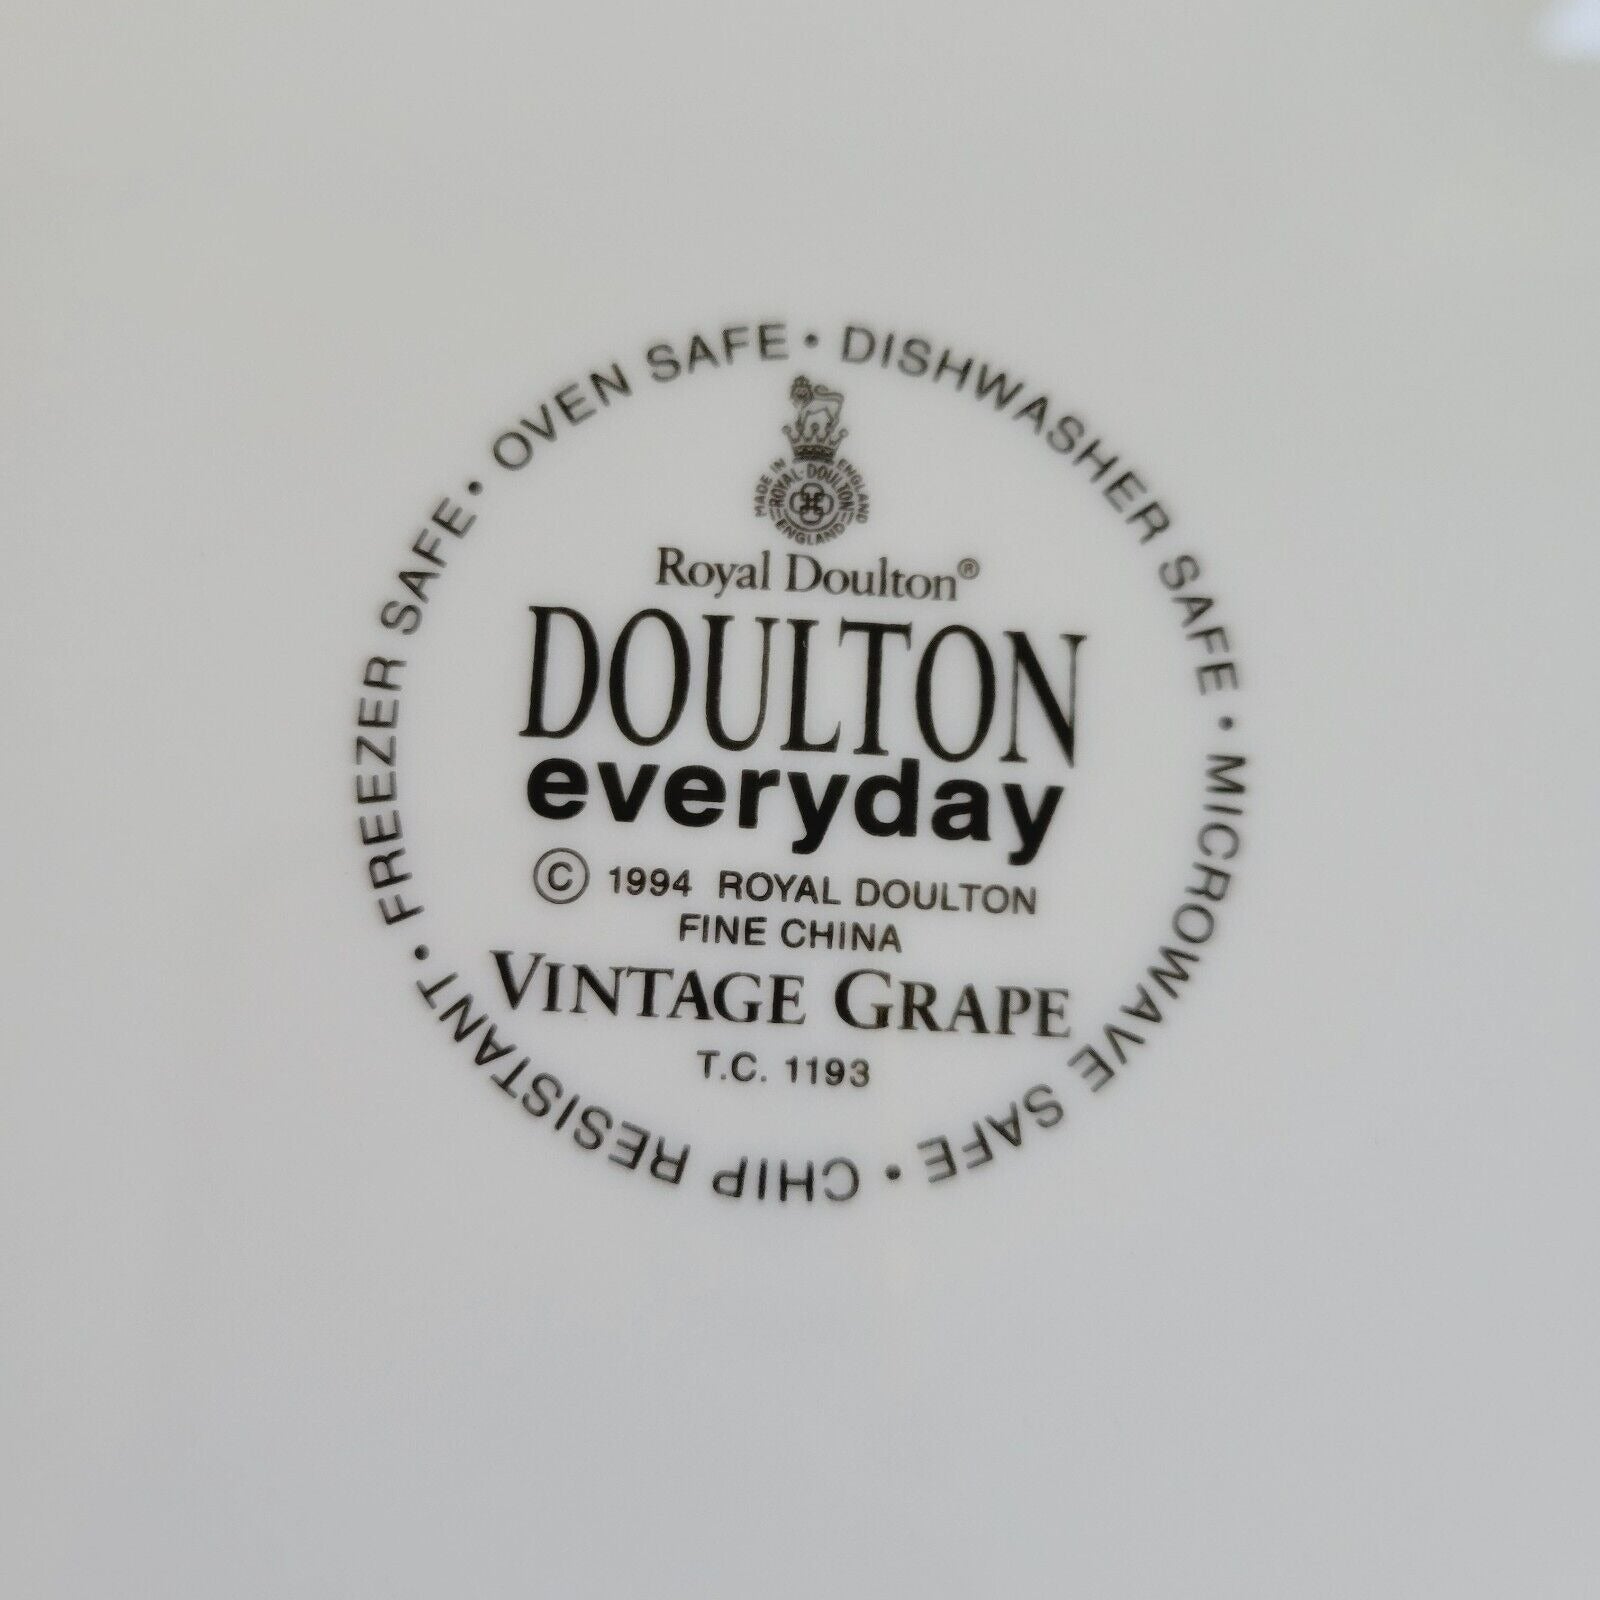 OVEN SAFE • DISHWASHER SAFE • MICROWAVE SAFE • CHIP RESISTANT • FREEZER SAFE •
MADE IN ENGLAND
ROYAL·DOULTON
ENGLAND
Royal Doulton®
DOULTON
everyday
© 1994 ROYAL DOULTON
FINE CHINA
VINTAGE GRAPE
T.C. 1193